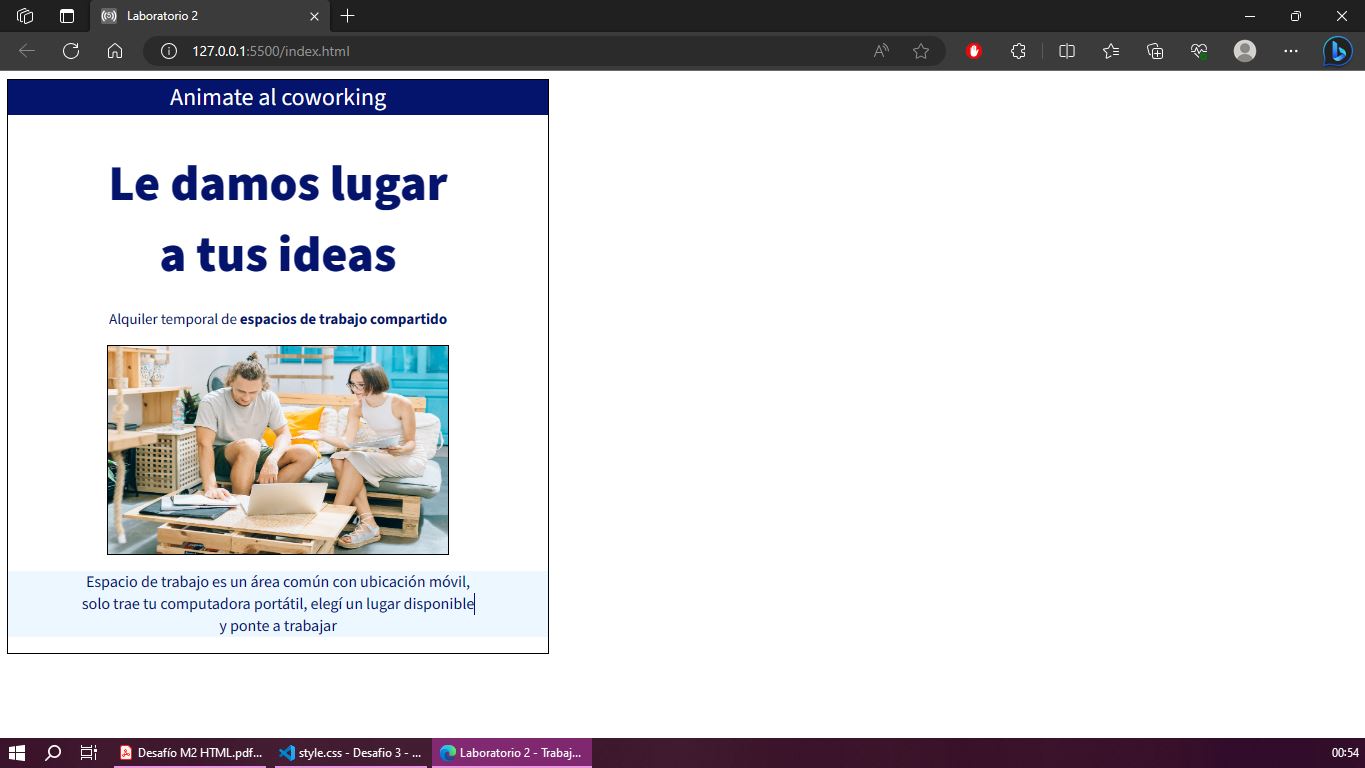 Laboratorio 2
127.0.0.1:5500/index.html
Animate al coworking
Le damos lugar
a tus ideas
Alquiler temporal de espacios de trabajo compartido
Espacio de trabajo es un área común con ubicación móvil,
solo trae tu computadora portátil, elegí un lugar disponible
y ponte a trabajar
Desafío M2 HTML.pdf...
style.css - Desafio 3 - ...
Laboratorio 2 - Trabaj...
00:54